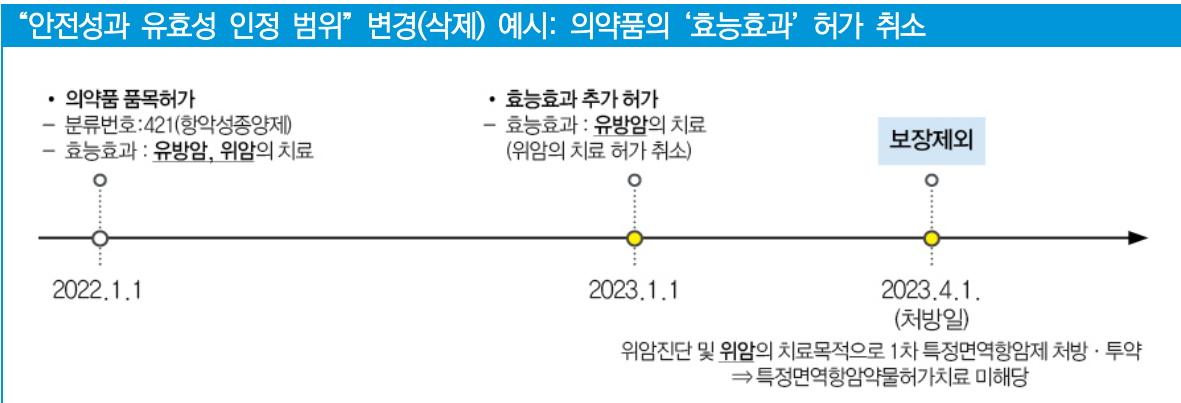 “안전성과 유효성 인정 범위” 변경(삭제) 예시: 의약품의 ‘효능효과’ 허가 취소
• 의약품 품목허가
– 분류번호:421(항악성종양제)
– 효능효과 : 유방암, 위암의 치료
• 효능효과 추가 허가
– 효능효과 : 유방암의 치료
(위암의 치료 허가 취소)
보장제외
2022.1.1
2023.1.1
2023.4.1.
(처방일)
위암진단 및 위암의 치료목적으로 1차 특정면역항암제 처방 · 투약
⇒ 특정면역항암약물허가치료 미해당